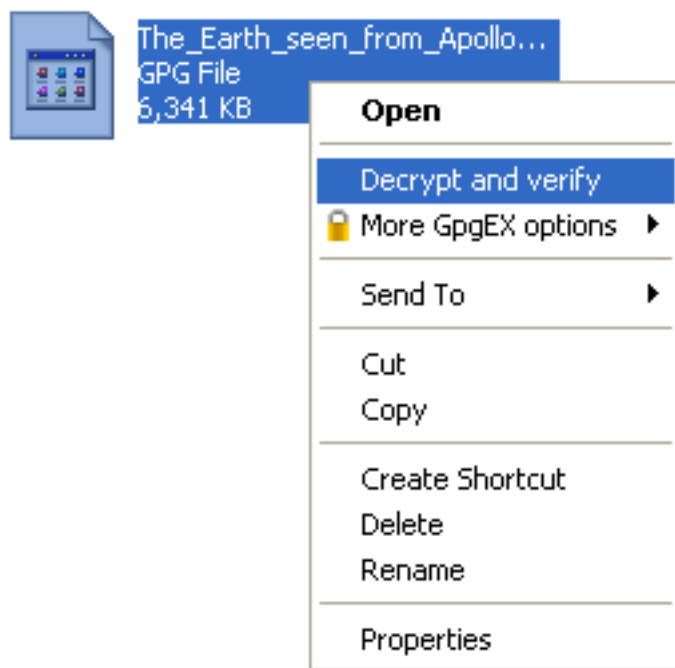 The_Earth_seen_from_Apollo...
GPG File
6,341 KB
Open
Decrypt and verify
More GpgEX options
Send To
Cut
Copy
Create Shortcut
Delete
Rename
Properties